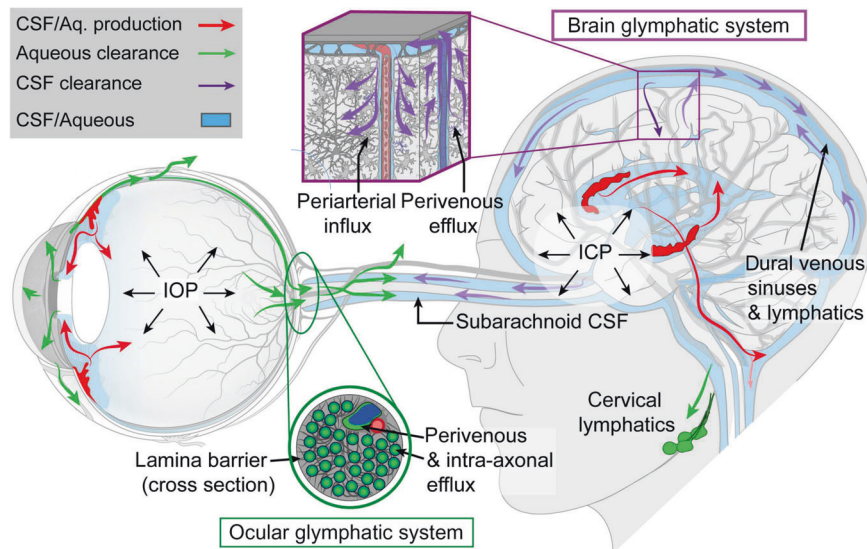 CSF/Aq. production
Aqueous clearance
CSF clearance
CSF/Aqueous
Brain glymphatic system
Periarterial
influx
Perivenous
efflux
IOP
ICP
Subarachnoid CSF
Dural venous
sinuses
& lymphatics
Cervical
lymphatics
Lamina barrier
(cross section)
Perivenous
& intra-axonal
efflux
Ocular glymphatic system